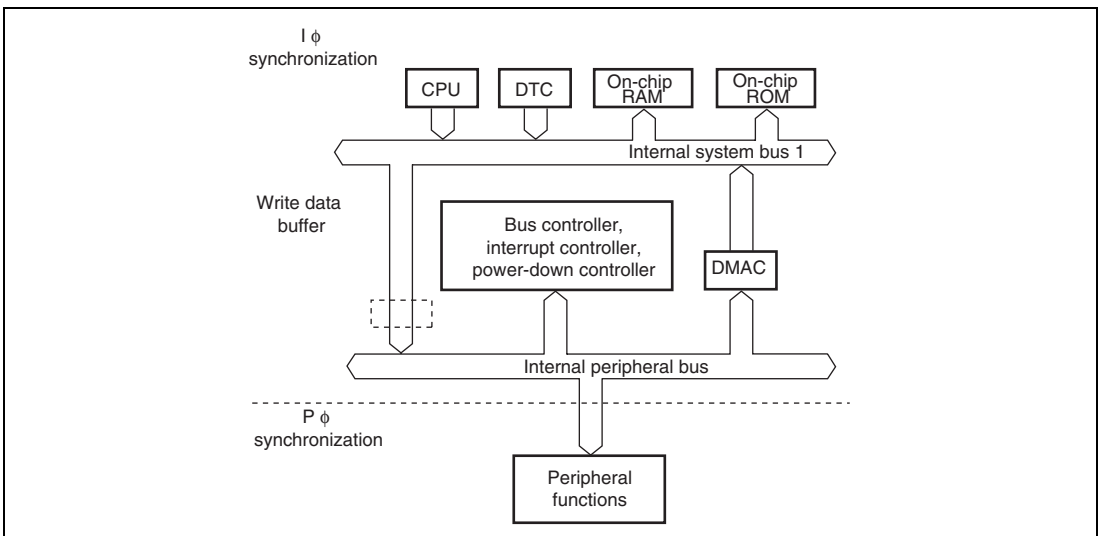 I ϕ
synchronization
CPU
DTC
On-chip
RAM
On-chip
ROM
Internal system bus 1
Write data
buffer
Bus controller,
interrupt controller,
power-down controller
DMAC
Internal peripheral bus
P ϕ
synchronization
Peripheral
functions